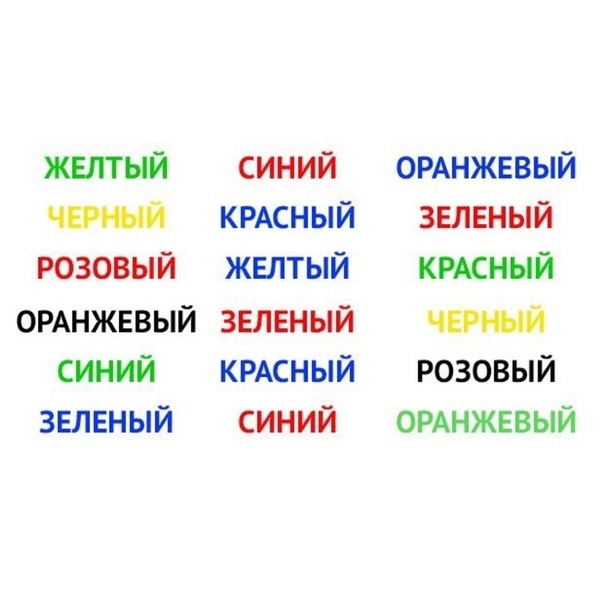 ЖЕЛТЫЙ СИНИЙ ОРАНЖЕВЫЙ
ЧЕРНЫЙ КРАСНЫЙ ЗЕЛЕНЫЙ
РОЗОВЫЙ ЖЕЛТЫЙ КРАСНЫЙ
ОРАНЖЕВЫЙ ЗЕЛЕНЫЙ ЧЕРНЫЙ
СИНИЙ КРАСНЫЙ РОЗОВЫЙ
ЗЕЛЕНЫЙ СИНИЙ ОРАНЖЕВЫЙ